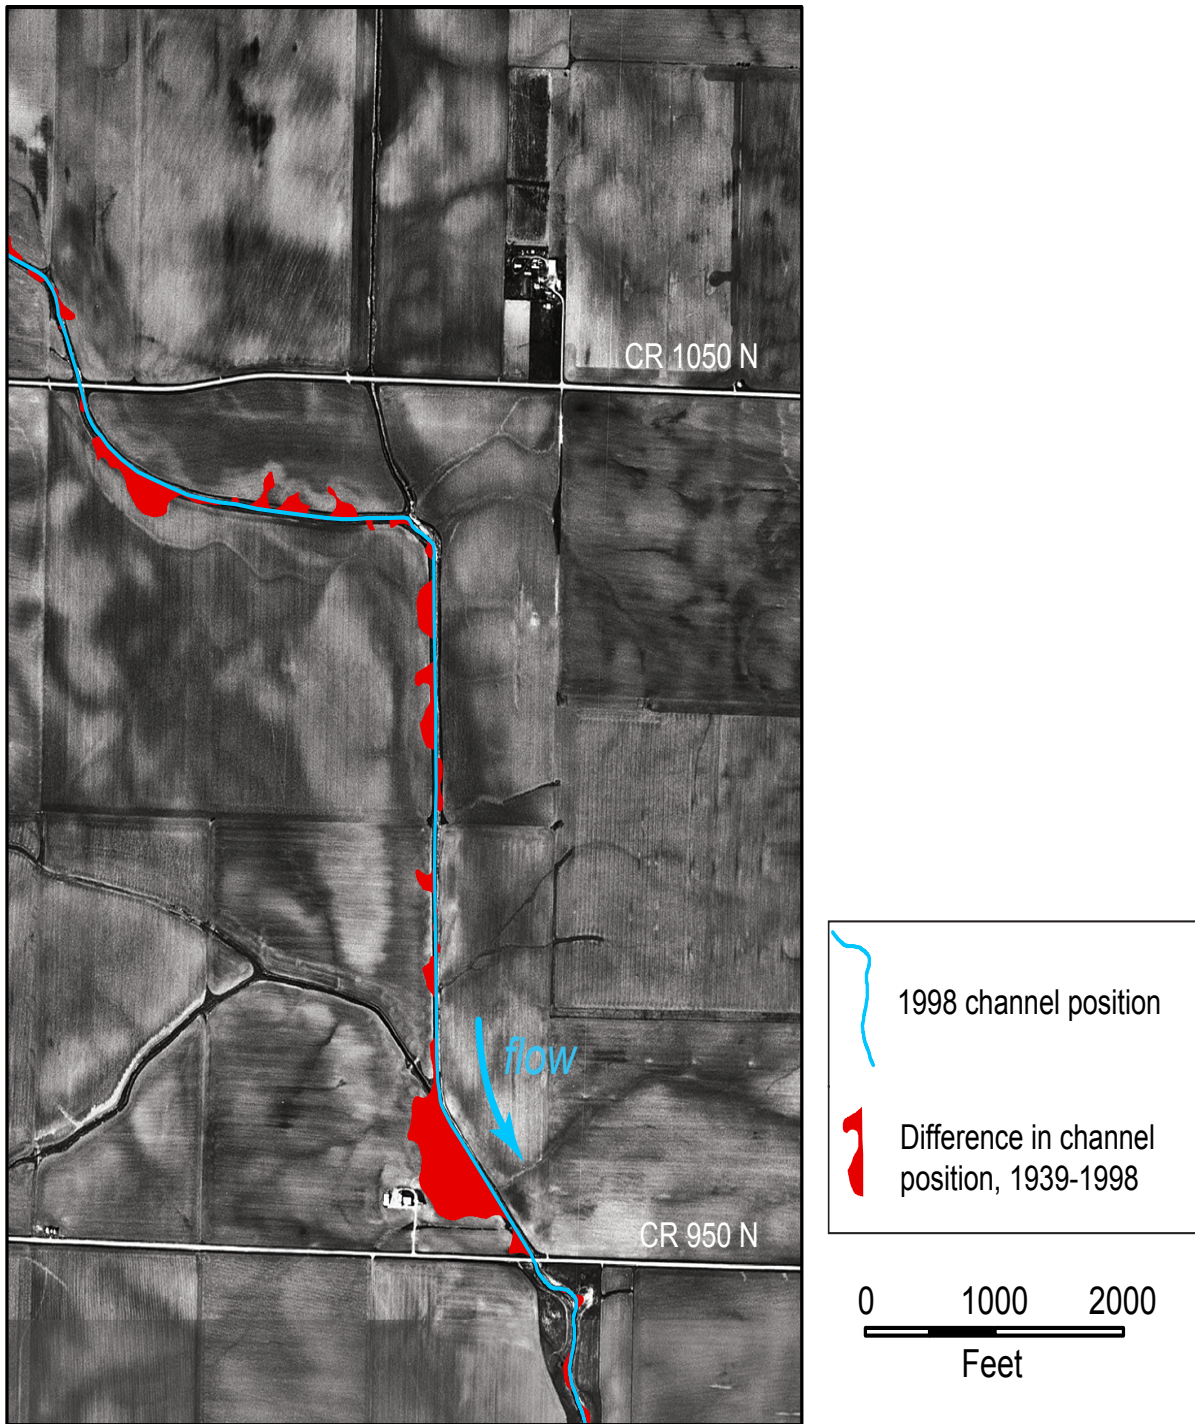 CR 1050 N
flow
CR 950 N
1998 channel position
Difference in channel
position, 1939-1998
0 1000 2000
Feet